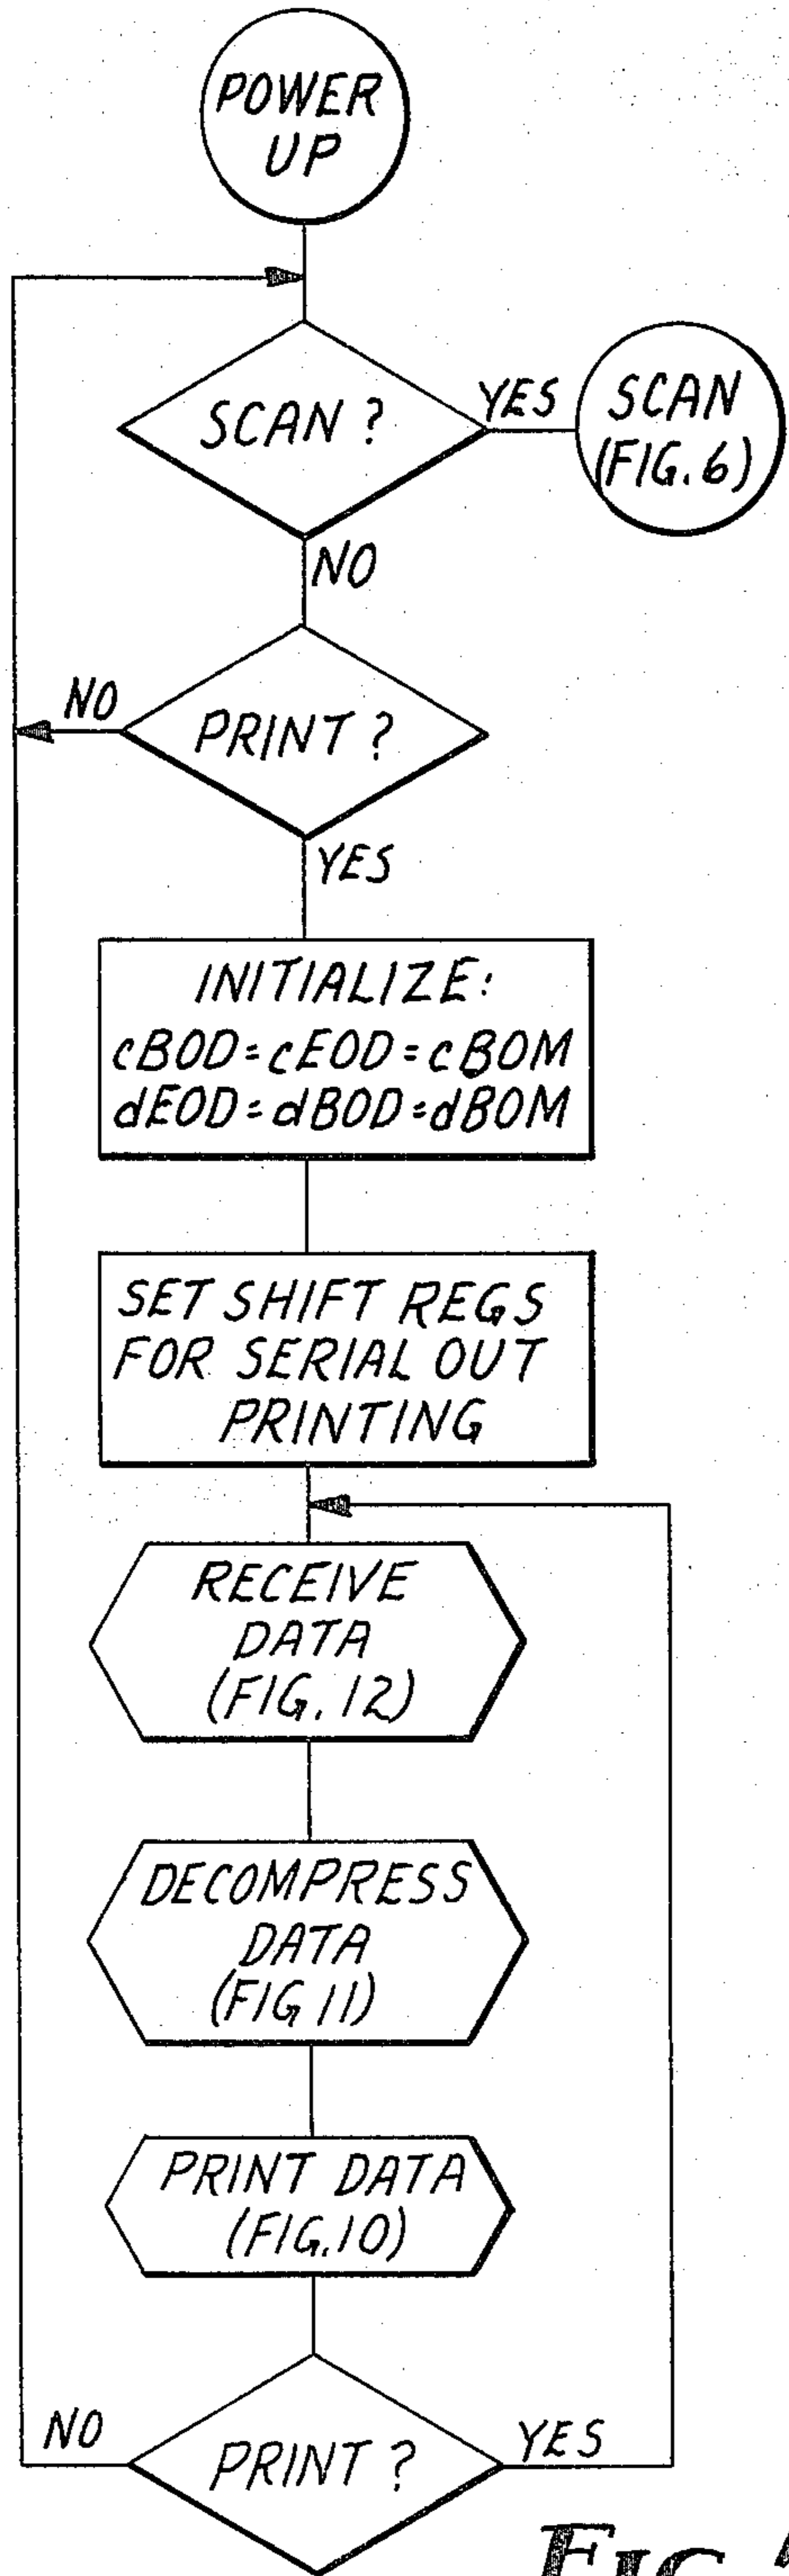 POWER
UP
SCAN ?
YES
SCAN
(FIG. 6)
NO
NO
PRINT ?
YES
INITIALIZE:
cBOD = cEOD = cBOM
dEOD = dBOD = dBOM
SET SHIFT REGS
FOR SERIAL OUT
PRINTING
RECEIVE
DATA
(FIG. 12)
DECOMPRESS
DATA
(FIG 11)
PRINT DATA
(FIG. 10)
NO
PRINT ?
YES
FIG.